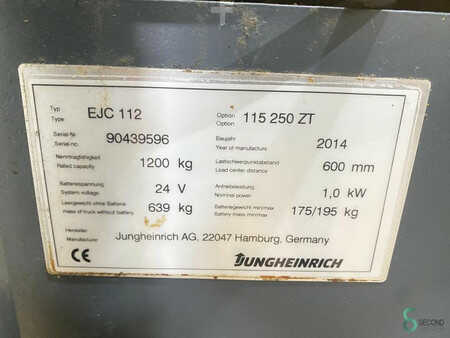 Typ
Type EJC 112 Option
Option 115 250 ZT
Serial-Nr.
Serial-no. 90439596 Baujahr
Year of manufacture 2014
Nenntragfähigkeit
Rated capacity 1200 kg Lastschwerpunktabstand
Load center distance 600 mm
Batteriespannung
System voltage 24 V Antriebsleistung
Nominal power 1,0 kW
Leergewicht ohne Batterie
mass of truck without battery 639 kg Batteriegewicht min/max
Battery mass min/max 175/195 kg
Hersteller
Manufacturer Jungheinrich AG, 22047 Hamburg, Germany
CE JUNGHEINRICH
SECOND